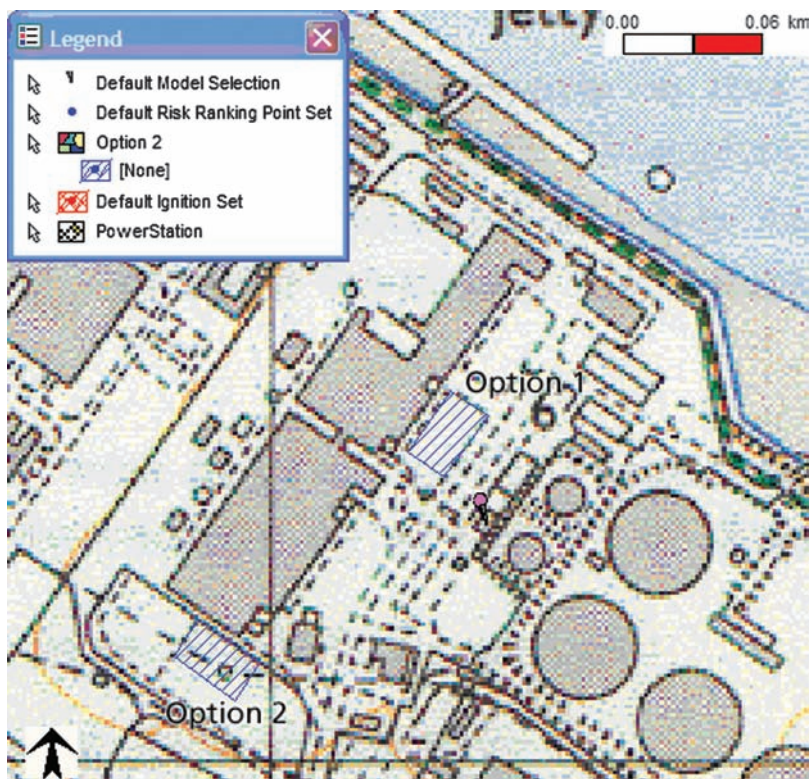 jetty
0.00 0.06 km
Legend
Default Model Selection
Default Risk Ranking Point Set
Option 2
[None]
Default Ignition Set
PowerStation
Option 1
Option 2